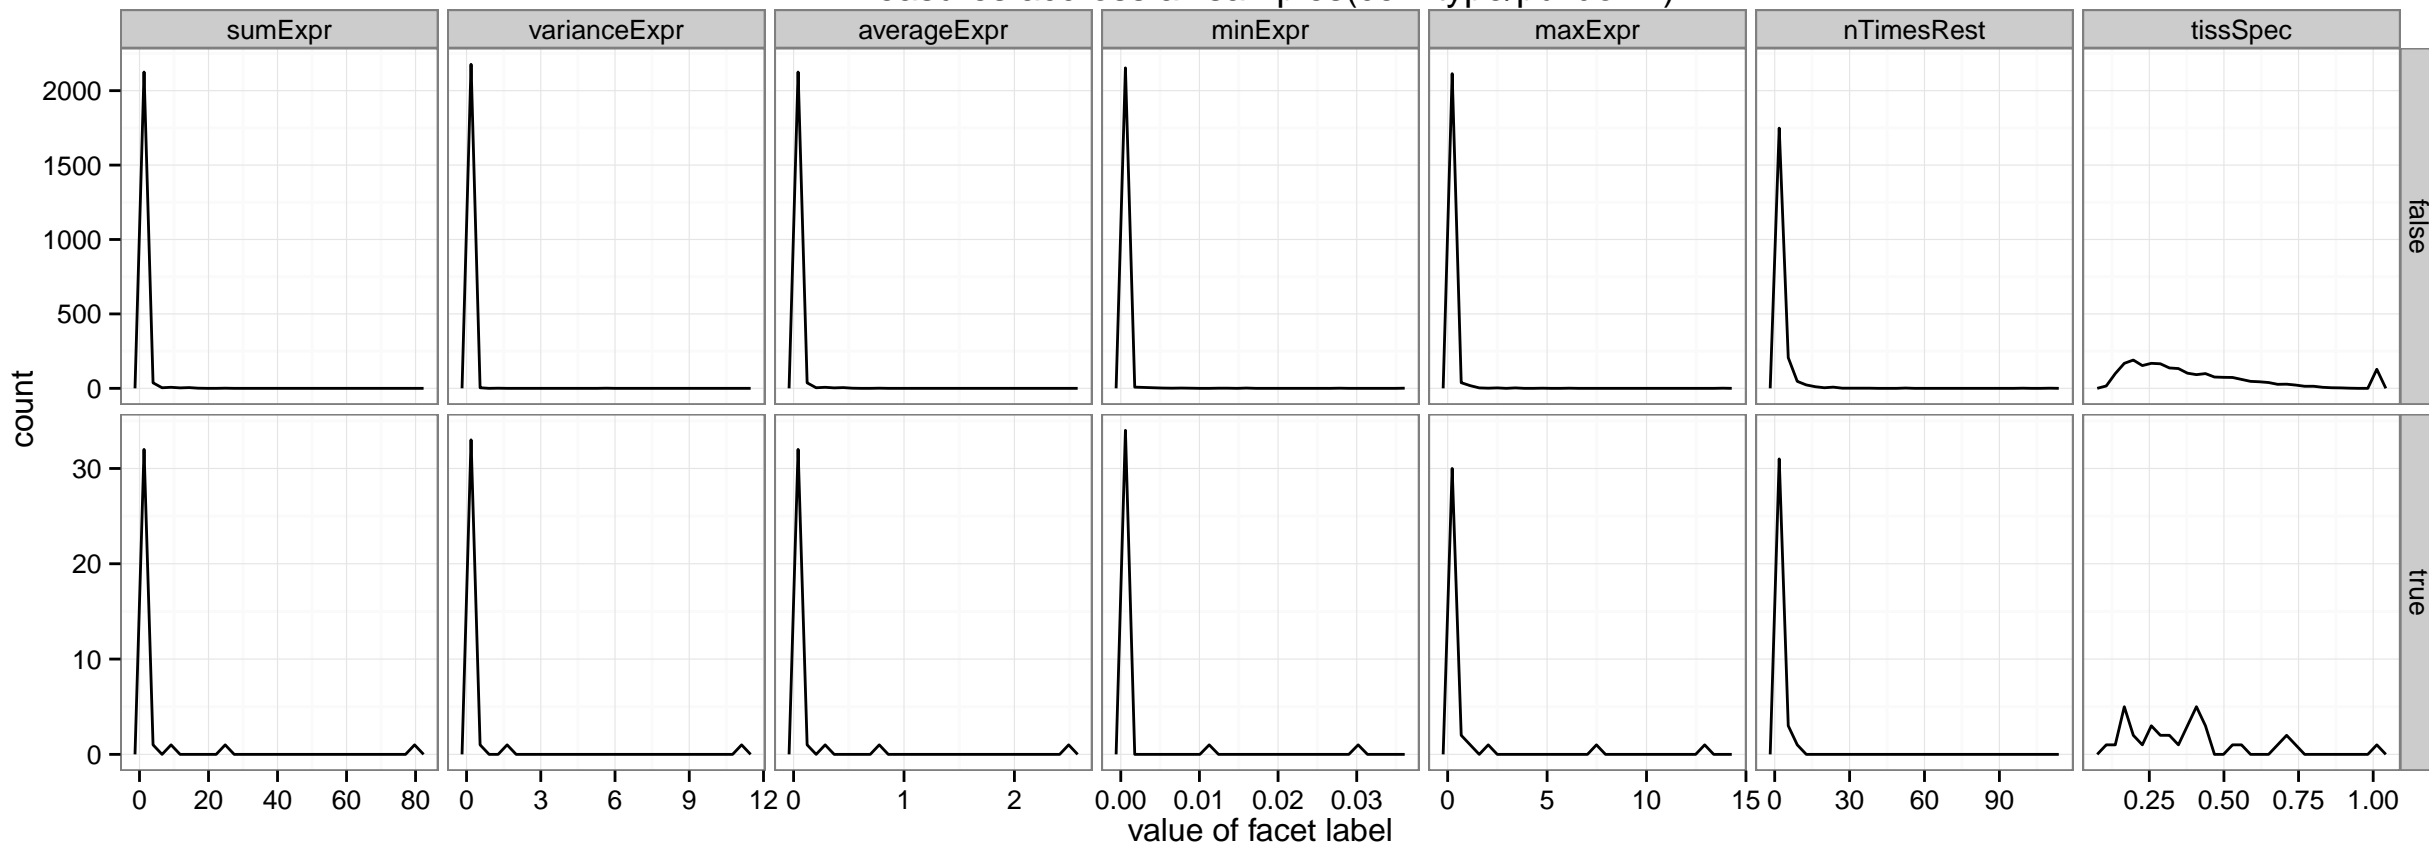 sumExpr varianceExpr averageExpr minExpr maxExpr nTimesRest tissSpec
2000
1500
1000
500
0
false
count
30
20
10
0
true
0 20 40 60 80 0 3 6 9 12 0 1 2 0.00 0.01 0.02 0.03 0 5 10 15 0 30 60 90 0.25 0.50 0.75 1.00
value of facet label